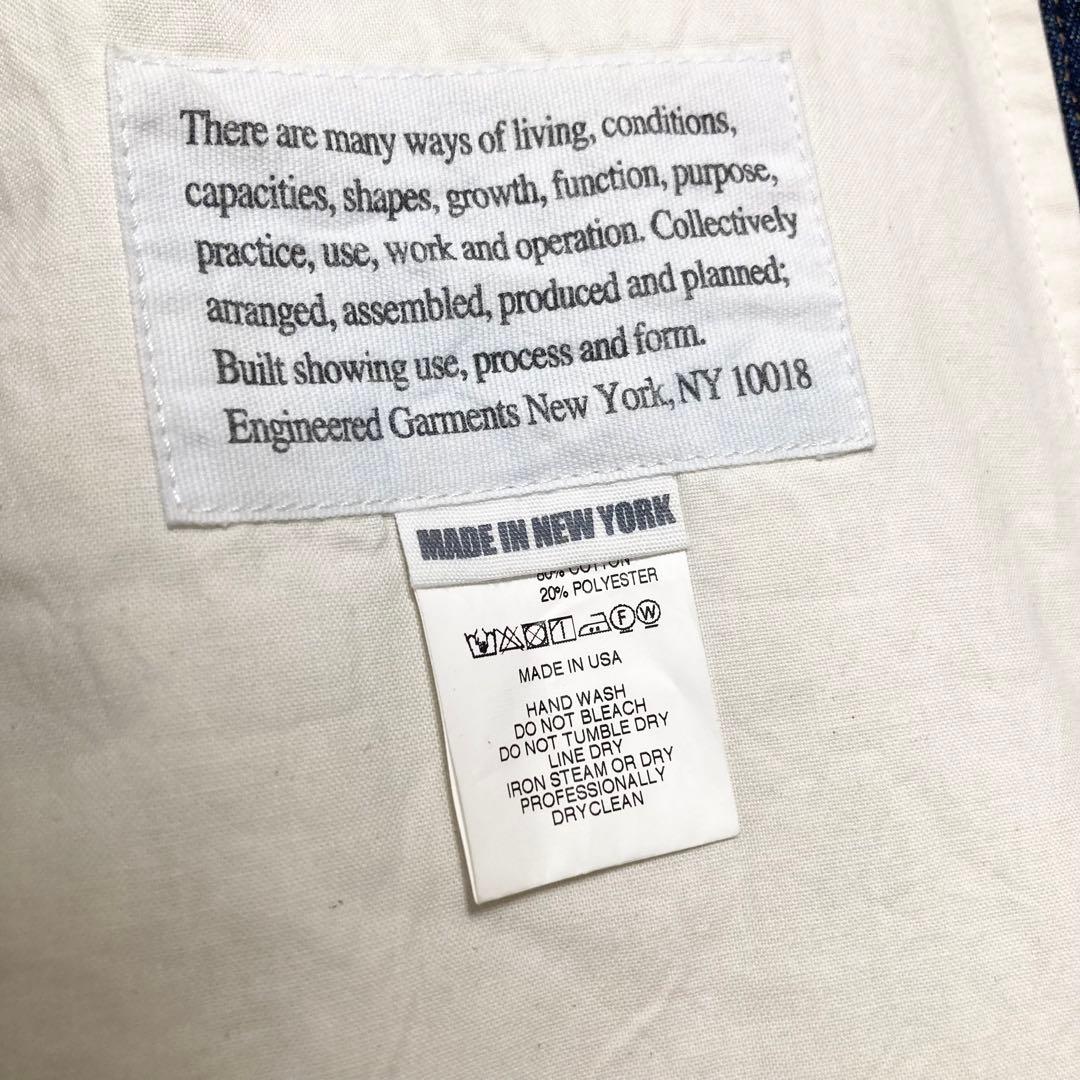 There are many ways of living, conditions,
capacities, shapes, growth, function, purpose,
practice, use, work and operation. Collectively
arranged, assembled, produced and planned;
Built showing use, process and form.
Engineered Garments New York, NY 10018
MADE IN NEW YORK
80% COTTON
20% POLYESTER
F W
MADE IN USA
HAND WASH
DO NOT BLEACH
DO NOT TUMBLE DRY
LINE DRY
IRON STEAM OR DRY
PROFESSIONALLY
DRYCLEAN